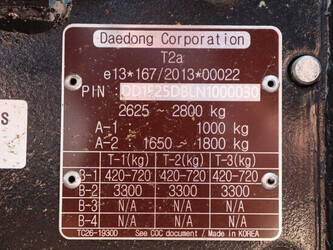 Daedong Corporation
T2a
e13*167/2013*00022
PIN
2625 - 2800 kg
A-1 : 1000 kg
A-2 : 1650 - 1800 kg
T-1(kg) T-2(kg) T-3(kg)
B-1 420-720 420-720 420-720
B-2 3300 3300 3300
B-3 N/A N/A N/A
B-4 N/A N/A N/A
TC26-19300 See COC document / Made in KOREA
S